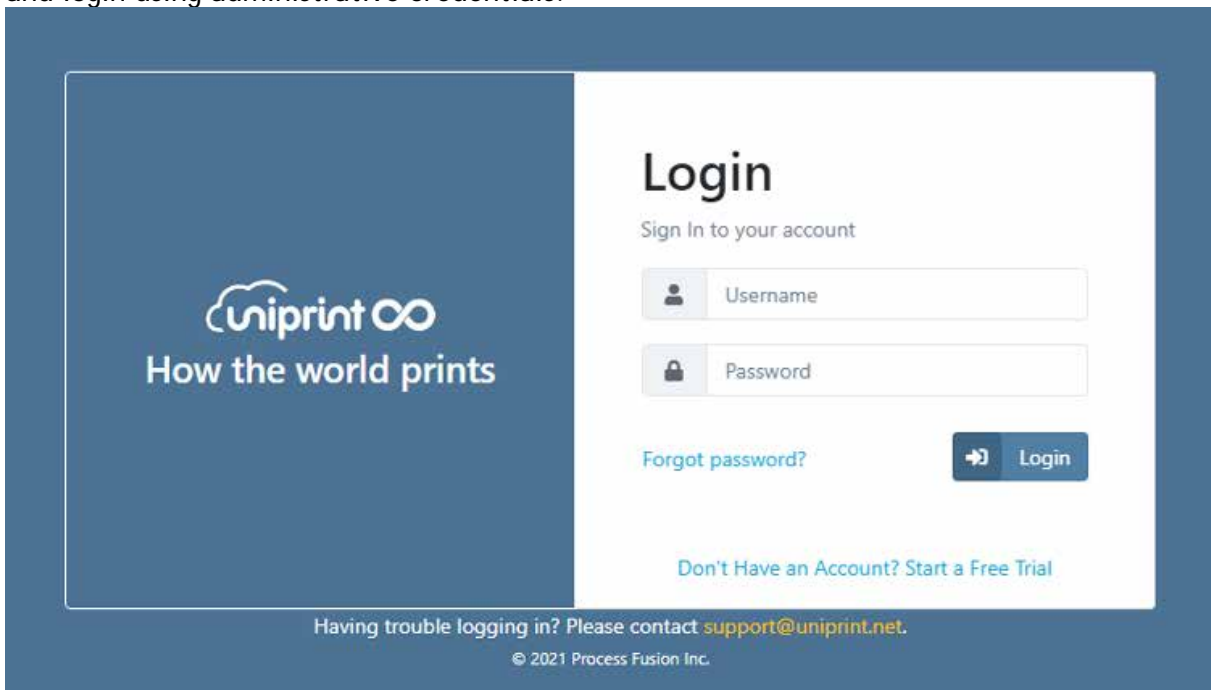 and login using administrative credentials.
uniprint
How the world prints
Login
Sign In to your account
Username
Password
Forgot password?
Login
Don't Have an Account? Start a Free Trial
Having trouble logging in? Please contact support@uniprint.net.
© 2021 Process Fusion Inc.